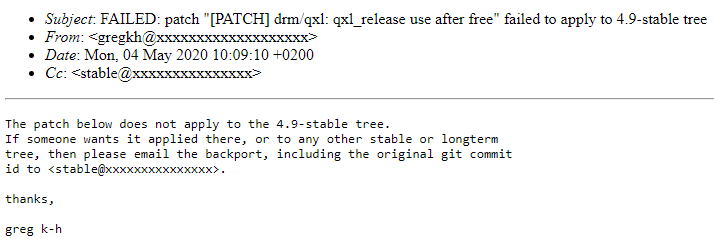 Subject: FAILED: patch "[PATCH] drm/qxl: qxl_release use after free" failed to apply to 4.9-stable tree
From: <gregkh@xxxxxxxxxxxxxxxxxxx>
Date: Mon, 04 May 2020 10:09:10 +0200
Cc: <stable@xxxxxxxxxxxxxxx>
The patch below does not apply to the 4.9-stable tree.
If someone wants it applied there, or to any other stable or longterm
tree, then please email the backport, including the original git commit
id to <stable@xxxxxxxxxxxxxxx>.
thanks,
greg k-h